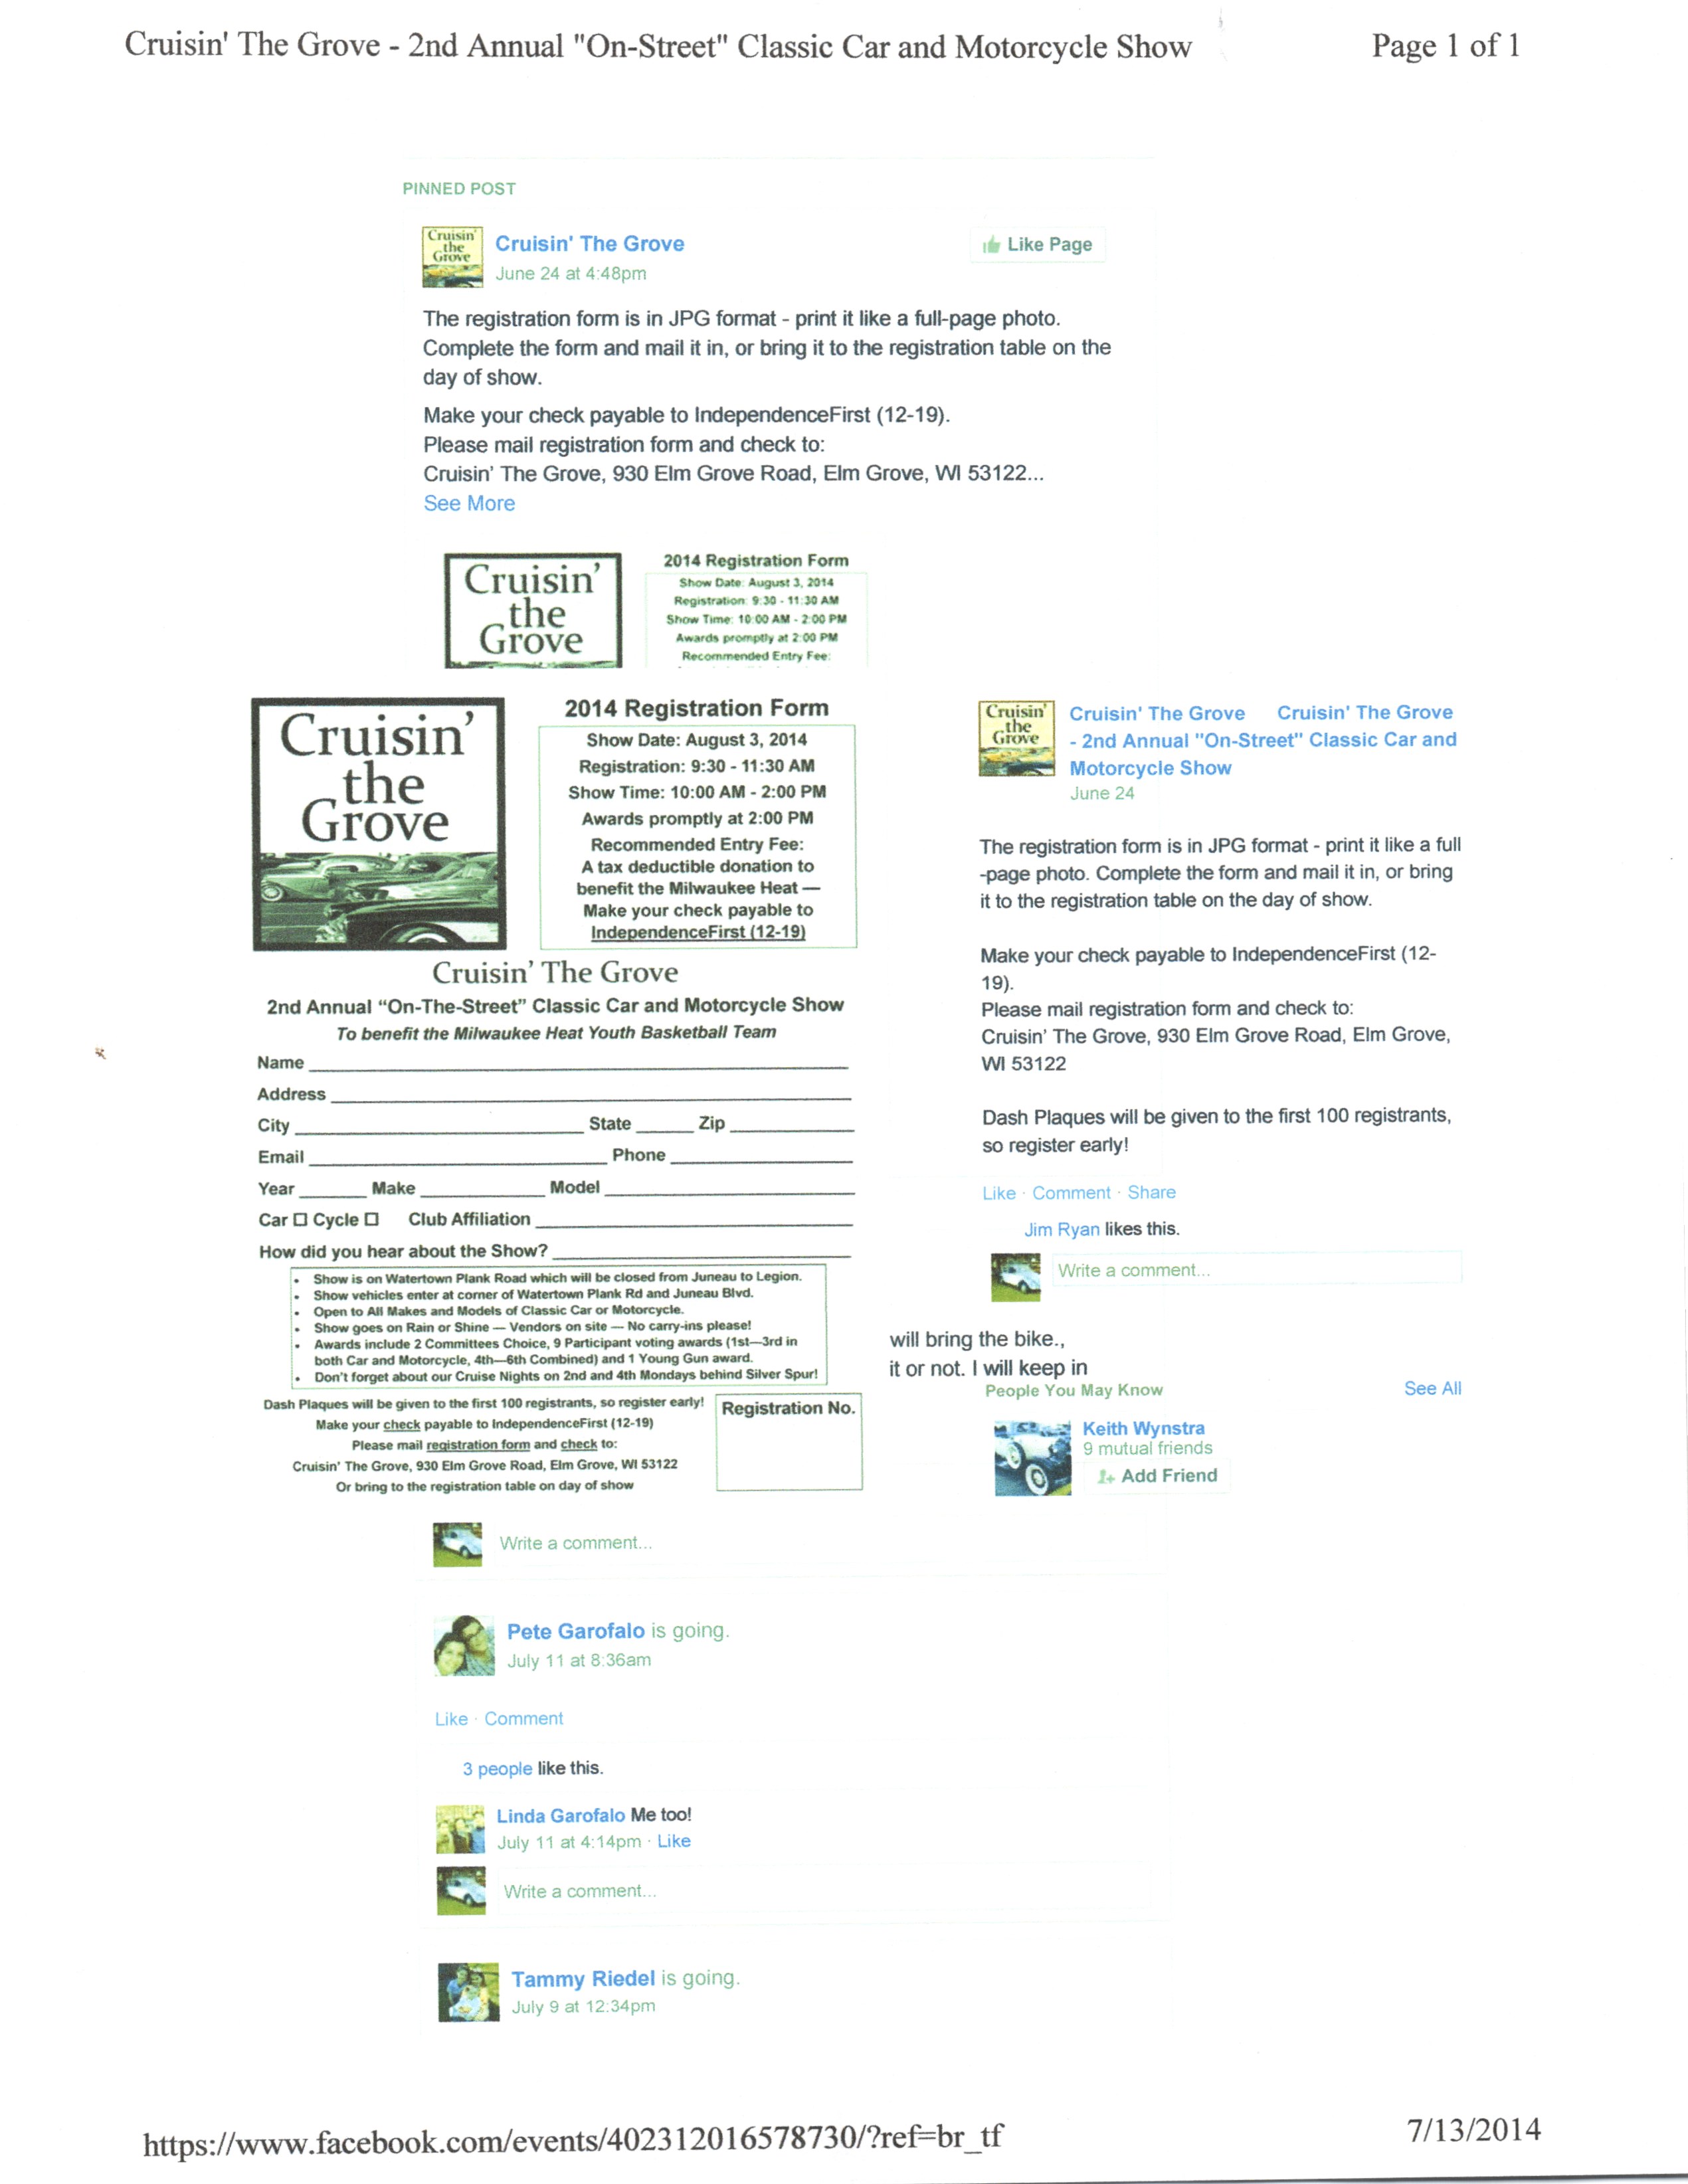 Cruisin' The Grove - 2nd Annual "On-Street" Classic Car and Motorcycle Show
Page 1 of 1
PINNED POST
Cruisin'
the
Grove
Cruisin' The Grove
June 24 at 4:48pm
Like Page
The registration form is in JPG format - print it like a full-page photo.
Complete the form and mail it in, or bring it to the registration table on the
day of show.
Make your check payable to IndependenceFirst (12-19).
Please mail registration form and check to:
Cruisin' The Grove, 930 Elm Grove Road, Elm Grove, WI 53122...
See More
Cruisin'
the
Grove
2014 Registration Form
Show Date: August 3, 2014
Registration: 9:30 - 11:30 AM
Show Time: 10:00 AM - 2:00 PM
Awards promptly at 2:00 PM
Recommended Entry Fee:
Cruisin'
the
Grove
2014 Registration Form
Show Date: August 3, 2014
Registration: 9:30 - 11:30 AM
Show Time: 10:00 AM - 2:00 PM
Awards promptly at 2:00 PM
Recommended Entry Fee:
A tax deductible donation to
benefit the Milwaukee Heat —
Make your check payable to
IndependenceFirst (12-19)
Cruisin' The Grove
2nd Annual “On-The-Street” Classic Car and Motorcycle Show
To benefit the Milwaukee Heat Youth Basketball Team
Name
Address
City State Zip
Email Phone
Year Make Model
Car ☐ Cycle ☐ Club Affiliation
How did you hear about the Show?
• Show is on Watertown Plank Road which will be closed from Juneau to Legion.
• Show vehicles enter at corner of Watertown Plank Rd and Juneau Blvd.
• Open to All Makes and Models of Classic Car or Motorcycle.
• Show goes on Rain or Shine — Vendors on site — No carry-ins please!
• Awards include 2 Committees Choice, 9 Participant voting awards (1st—3rd in
both Car and Motorcycle, 4th—6th Combined) and 1 Young Gun award.
• Don't forget about our Cruise Nights on 2nd and 4th Mondays behind Silver Spur!
Dash Plaques will be given to the first 100 registrants, so register early!
Make your check payable to IndependenceFirst (12-19)
Please mail registration form and check to:
Cruisin' The Grove, 930 Elm Grove Road, Elm Grove, WI 53122
Or bring to the registration table on day of show
Registration No.
Cruisin'
the
Grove
Cruisin' The Grove Cruisin' The Grove
- 2nd Annual "On-Street" Classic Car and
Motorcycle Show
June 24
The registration form is in JPG format - print it like a full
-page photo. Complete the form and mail it in, or bring
it to the registration table on the day of show.
Make your check payable to IndependenceFirst (12-
19).
Please mail registration form and check to:
Cruisin' The Grove, 930 Elm Grove Road, Elm Grove,
WI 53122
Dash Plaques will be given to the first 100 registrants,
so register early!
Like · Comment · Share
Jim Ryan likes this.
Write a comment...
will bring the bike.,
it or not. I will keep in
People You May Know
See All
Keith Wynstra
9 mutual friends
Add Friend
Write a comment...
Pete Garofalo is going.
July 11 at 8:36am
Like · Comment
3 people like this.
Linda Garofalo Me too!
July 11 at 4:14pm · Like
Write a comment...
Tammy Riedel is going.
July 9 at 12:34pm
https://www.facebook.com/events/402312016578730/?ref=br_tf
7/13/2014